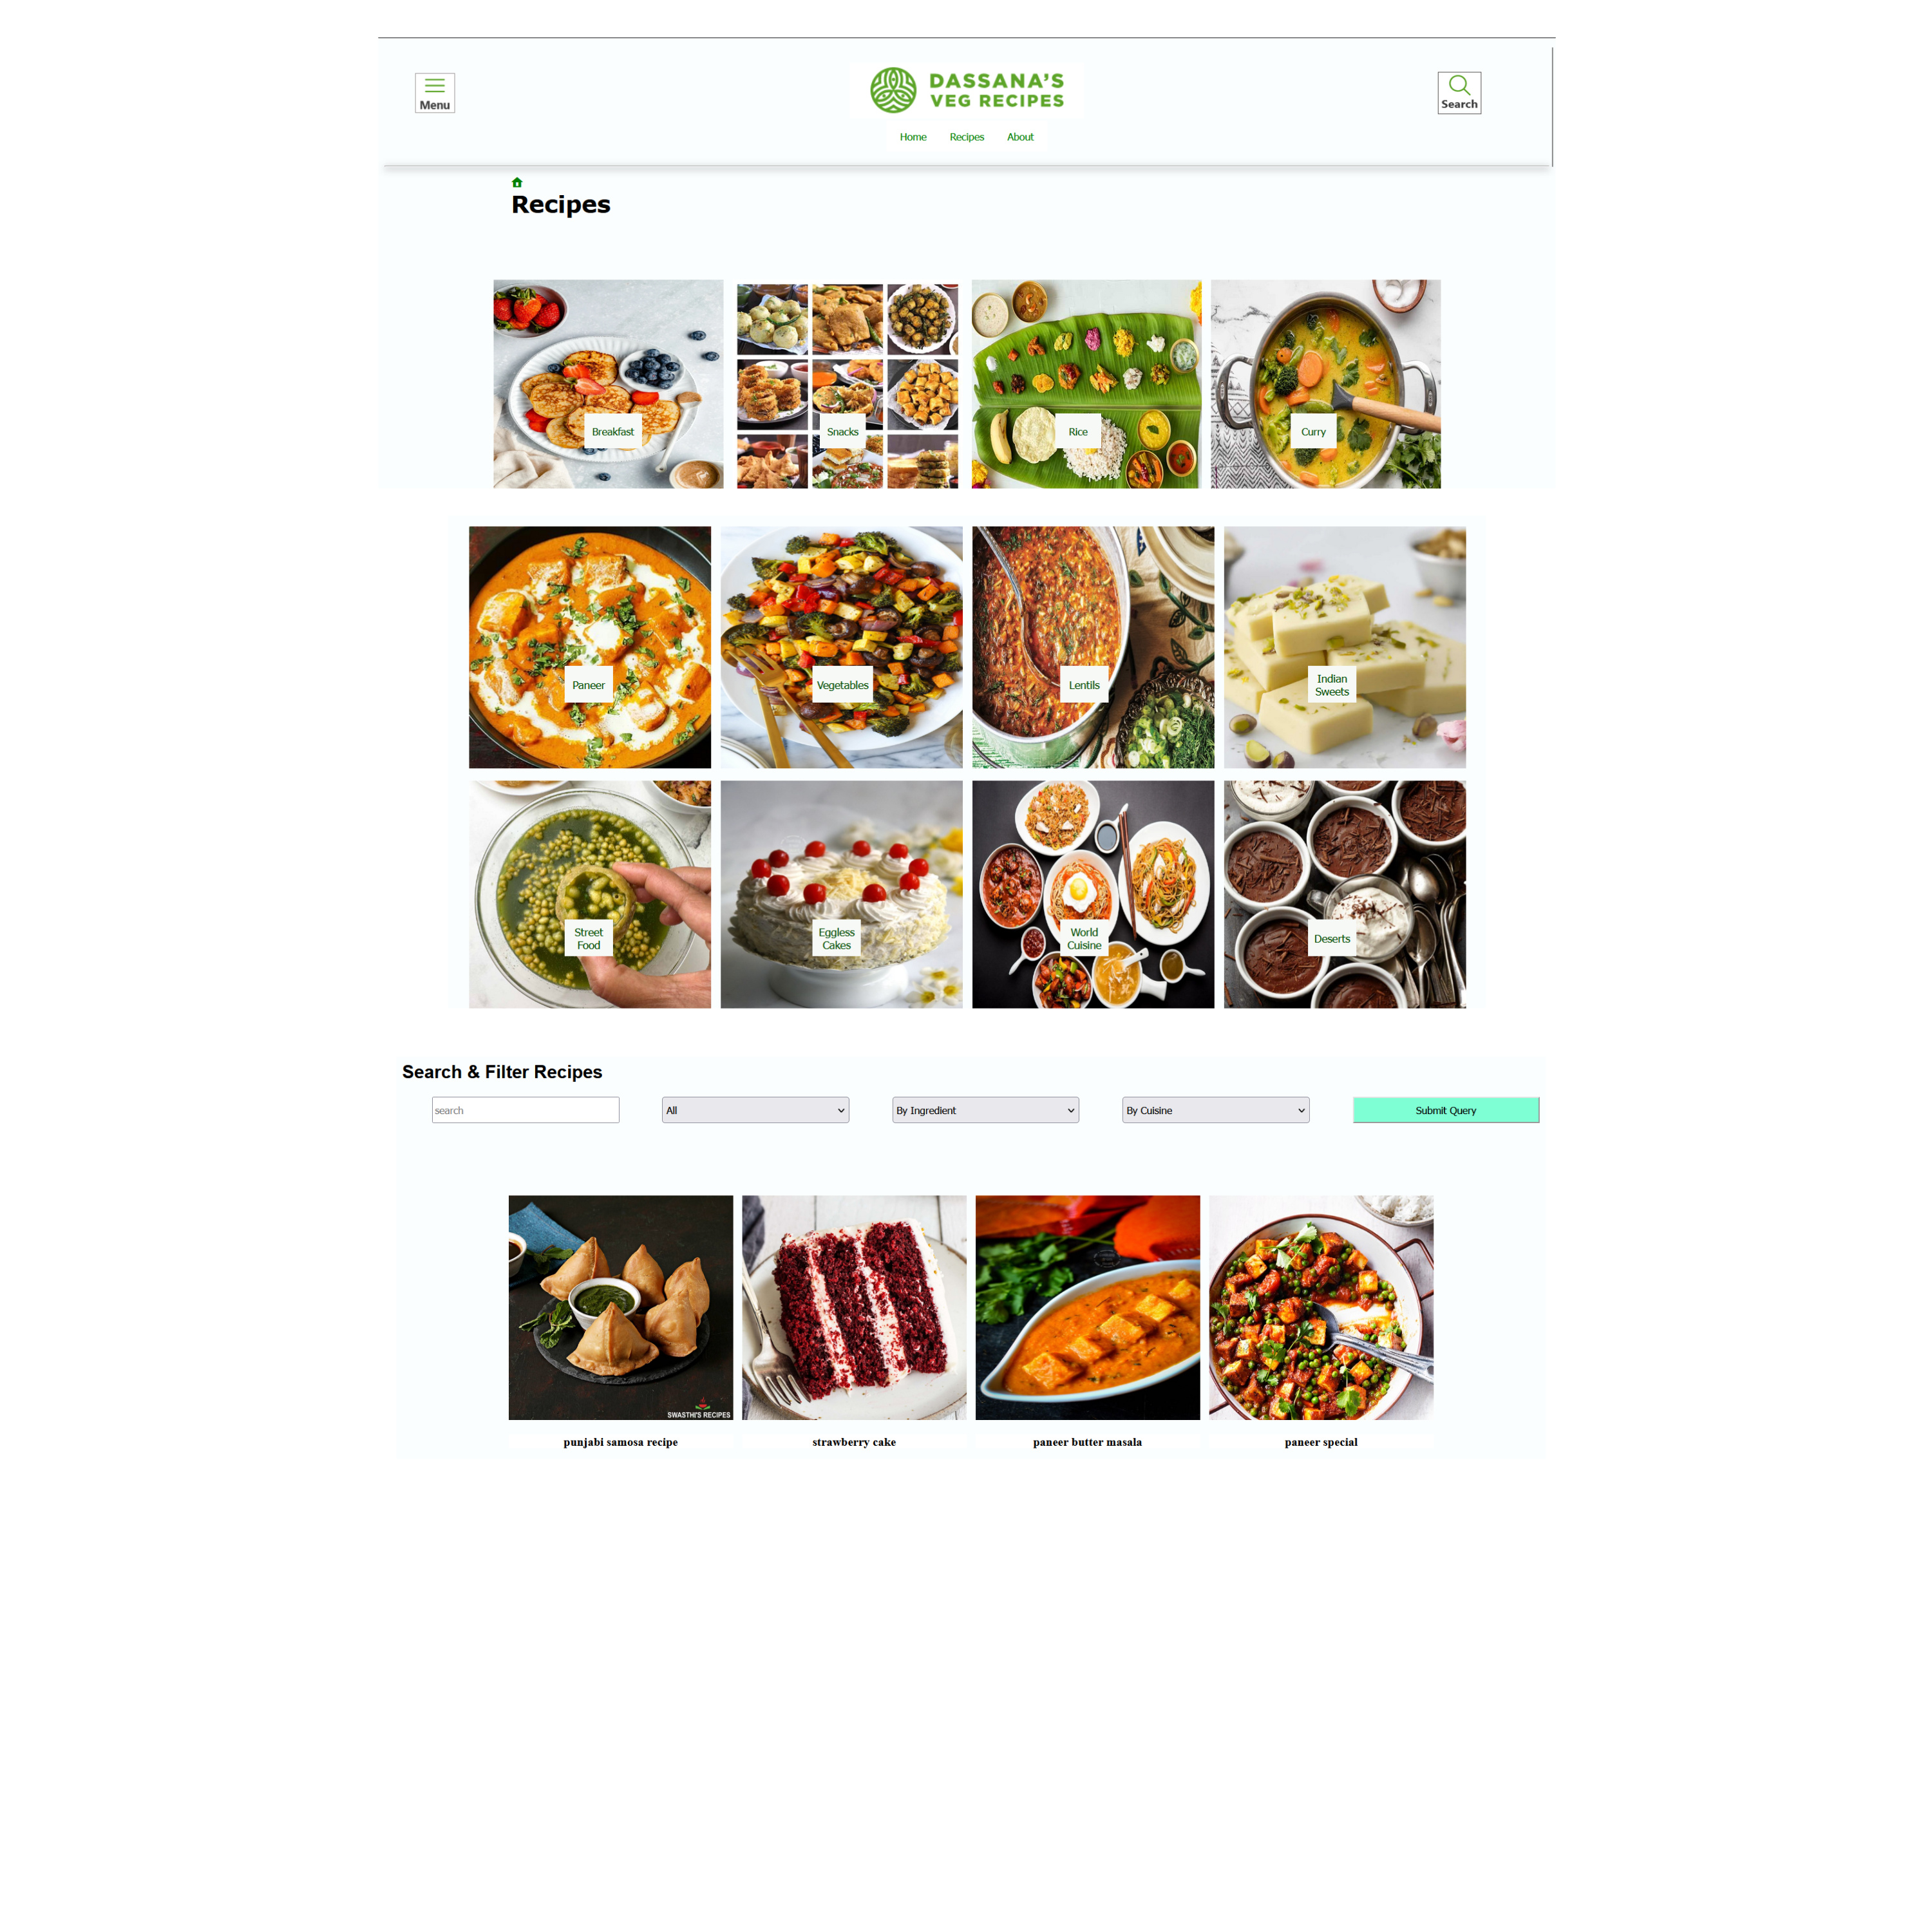 Menu
DASSANA'S
VEG RECIPES
Search
Home Recipes About
Recipes
Breakfast
Snacks
Rice
Curry
Paneer
Vegetables
Lentils
Indian
Sweets
Street
Food
Eggless
Cakes
World
Cuisine
Deserts
Search & Filter Recipes
search
All
By Ingredient
By Cuisine
Submit Query
SWASTHI'S RECIPES
punjabi samosa recipe
strawberry cake
paneer butter masala
paneer special